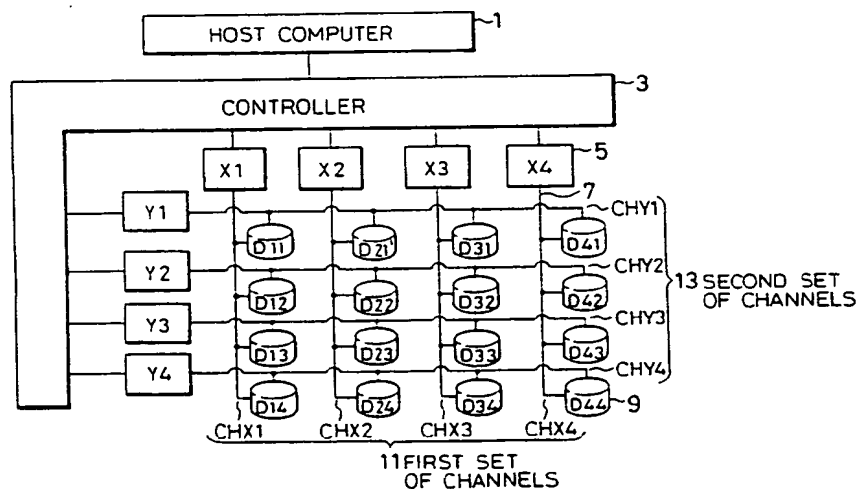 HOST COMPUTER
1
CONTROLLER
3
X1 X2 X3 X4
5
7
Y1
CHY1
D11 D21 D31 D41
Y2
CHY2
D12 D22 D32 D42
13 SECOND SET
OF CHANNELS
Y3
CHY3
D13 D23 D33 D43
Y4
CHY4
D14 D24 D34 D44
9
CHX1 CHX2 CHX3 CHX4
11 FIRST SET
OF CHANNELS